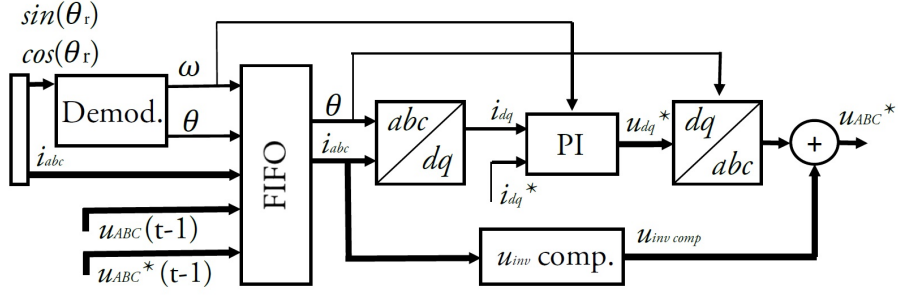 sin(θr)
cos(θr)
ω
Demod.
θ
iabc
uABC(t-1)
uABC*(t-1)
FIFO
θ
iabc
abc
dq
idq
idq*
PI
udq*
dq
abc
+
uABC*
uinv comp.
uinv comp